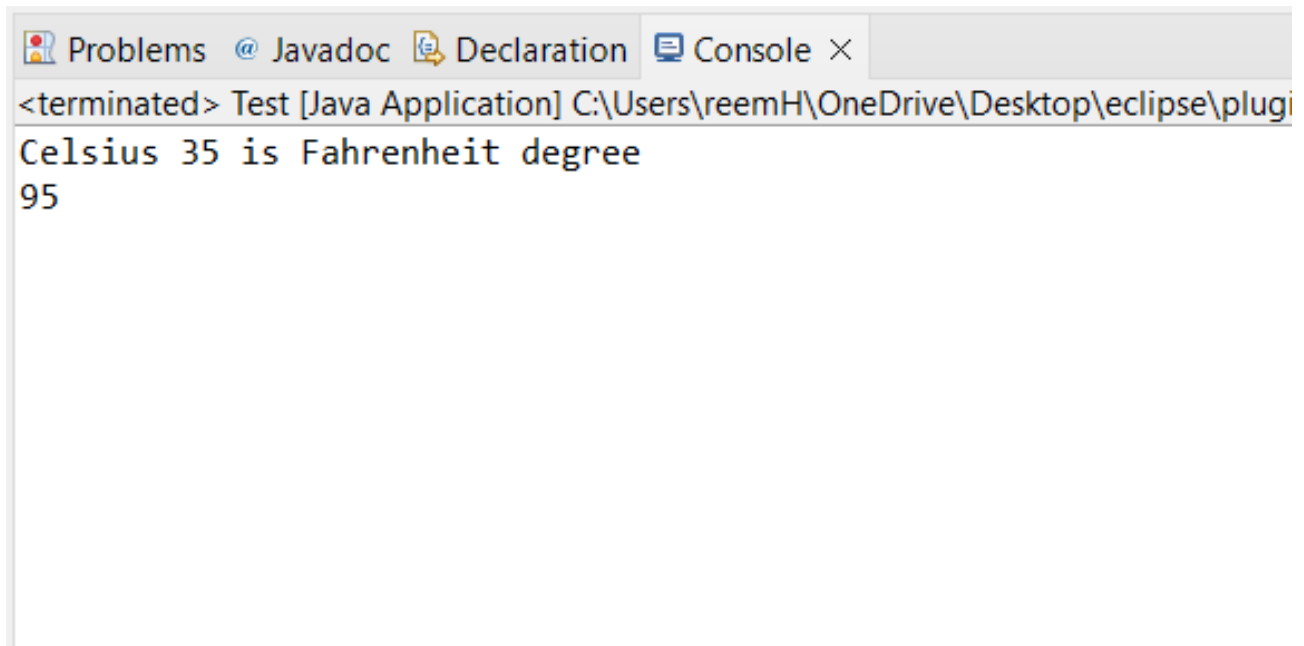 Problems @ Javadoc Declaration Console
<terminated> Test [Java Application] C:\Users\reemH\OneDrive\Desktop\eclipse\plugi
Celsius 35 is Fahrenheit degree
95